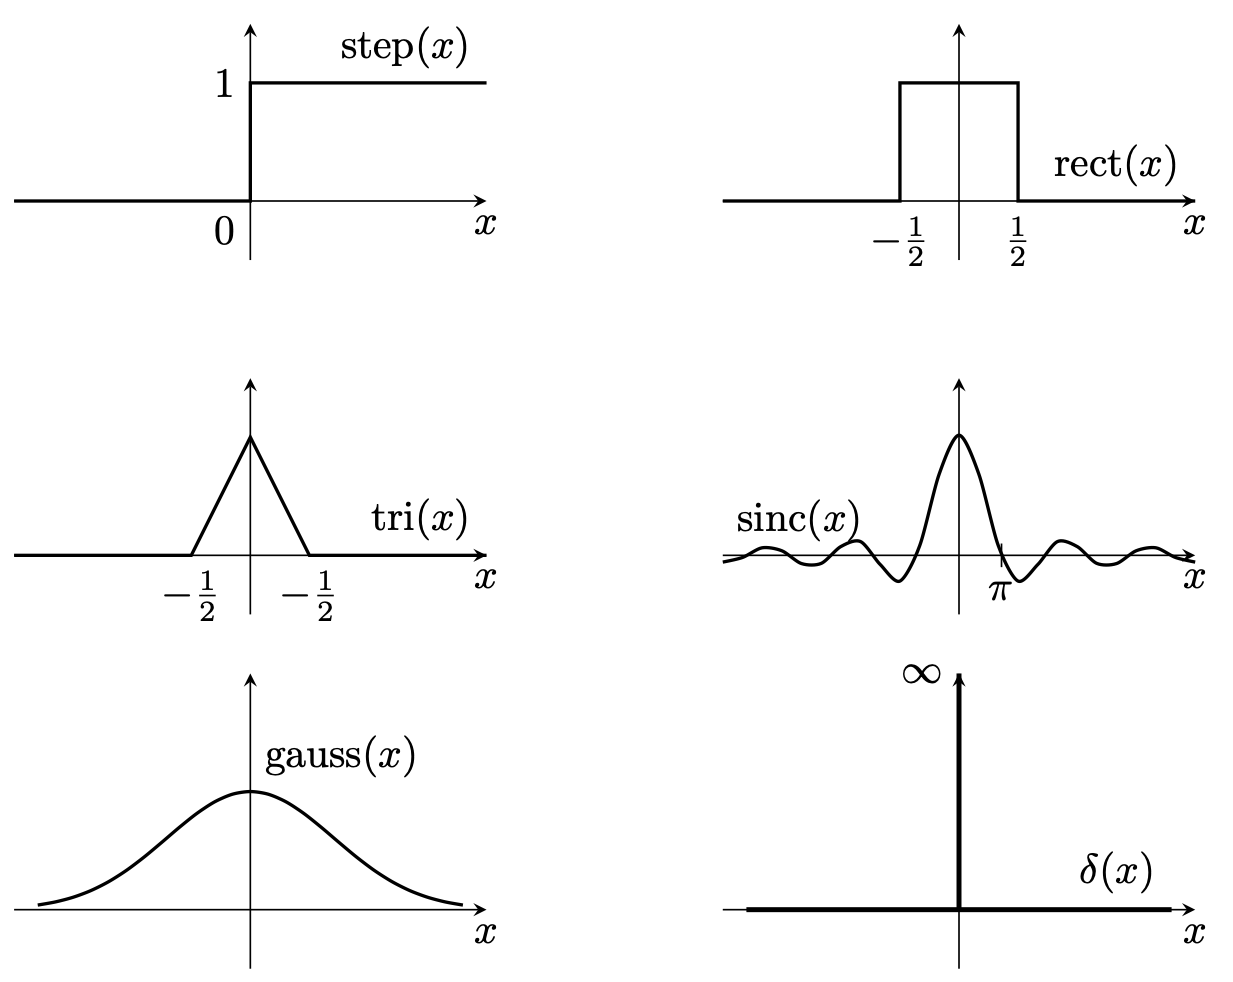 step(x)
1
0
x
rect(x)
x
−1/2
1/2
tri(x)
x
−1/2
−1/2
sinc(x)
x
π
gauss(x)
x
∞
δ(x)
x